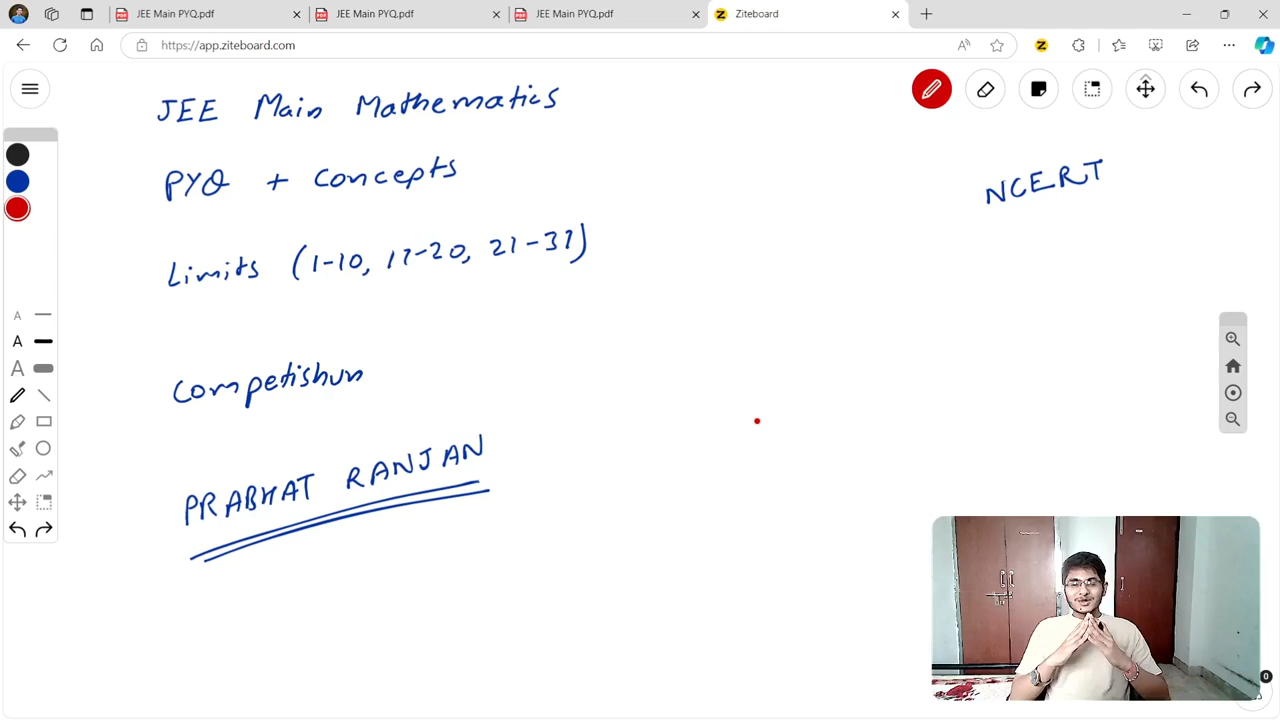 JEE Main PYQ.pdf
JEE Main PYQ.pdf
JEE Main PYQ.pdf
Ziteboard
https://app.ziteboard.com
JEE Main Mathematics
PYQ + Concepts
NCERT
Limits (1-10, 11-20, 21-31)
Competishun
PRABHAT RANJAN
A
A
A
0